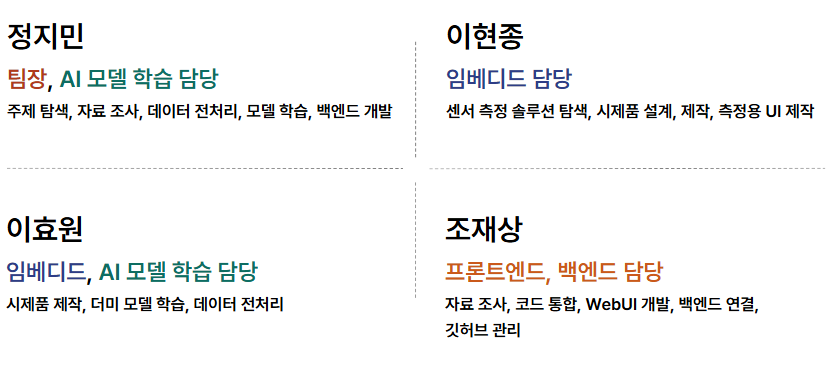 정지민
팀장, AI 모델 학습 담당
주제 탐색, 자료 조사, 데이터 전처리, 모델 학습, 백엔드 개발
이현종
임베디드 담당
센서 측정 솔루션 탐색, 시제품 설계, 제작, 측정용 UI 제작
이효원
임베디드, AI 모델 학습 담당
시제품 제작, 더미 모델 학습, 데이터 전처리
조재상
프론트엔드, 백엔드 담당
자료 조사, 코드 통합, WebUI 개발, 백엔드 연결,
깃허브 관리